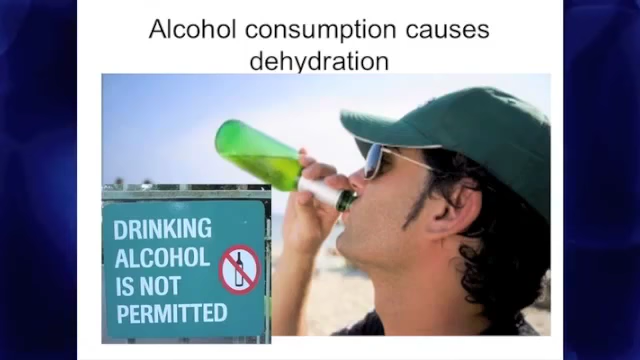 Alcohol consumption causes
dehydration
DRINKING
ALCOHOL
IS NOT
PERMITTED